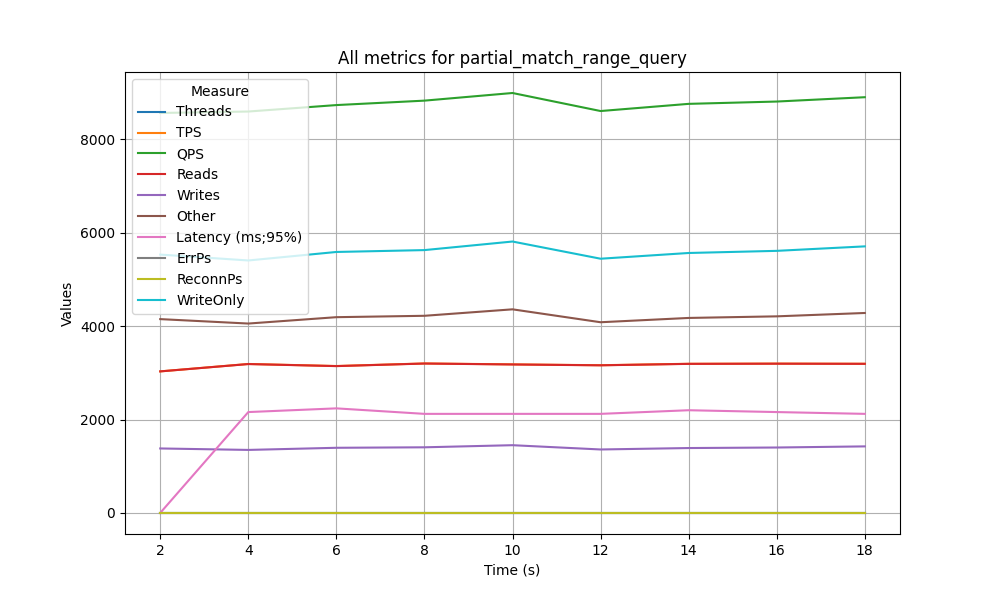 All metrics for partial_match_range_query
Measure
Threads
TPS
QPS
Reads
Writes
Other
Latency (ms;95%)
ErrPs
ReconnPs
WriteOnly
Values
8000
6000
4000
2000
0
2 4 6 8 10 12 14 16 18
Time (s)